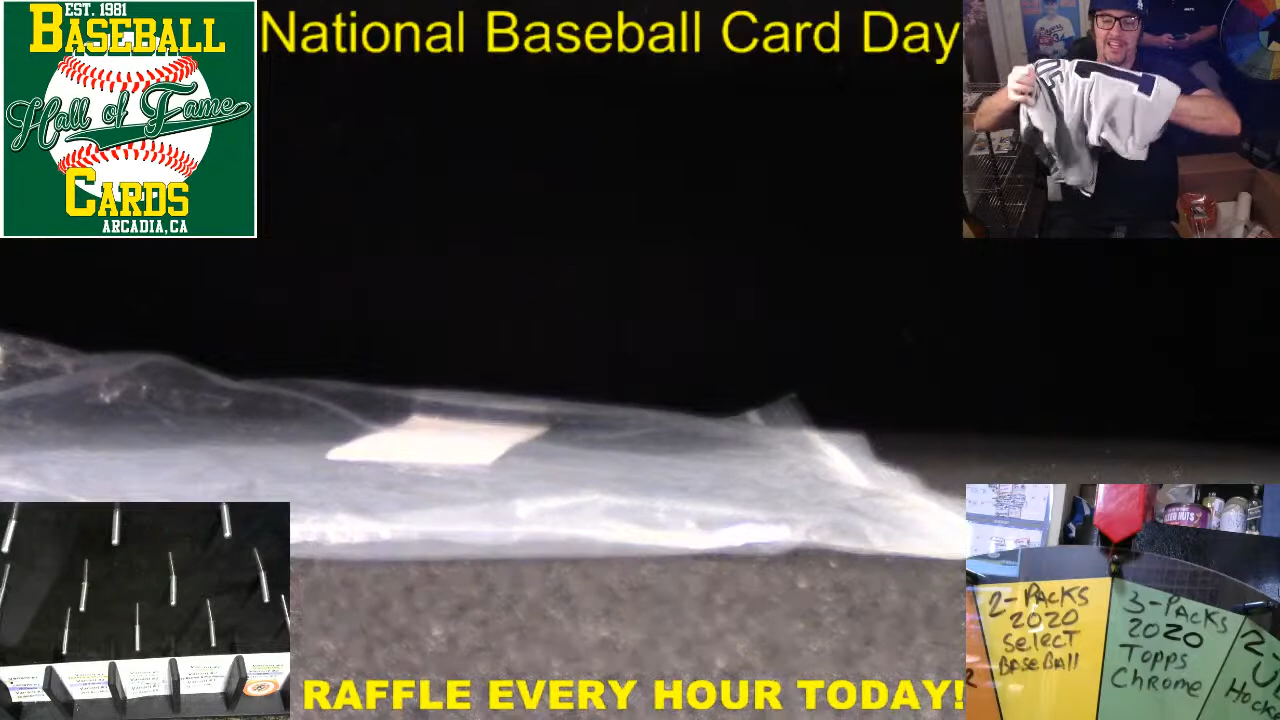 EST. 1981
BASEBALL
Hall of Fame
CARDS
ARCADIA, CA
National Baseball Card Day
2-PACKS
2020
SELECT
BASEBALL
3-PACKS
2020
TOPPS
CHROME
2-
Hock
RAFFLE EVERY HOUR TODAY!